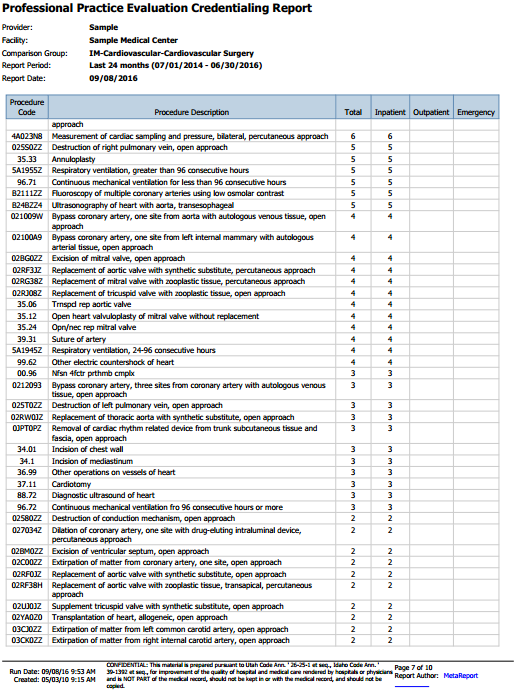 Professional Practice Evaluation Credentialing Report
Provider: Sample
Facility: Sample Medical Center
Comparison Group: IM-Cardiovascular-Cardiovascular Surgery
Report Period: Last 24 months (07/01/2014 - 06/30/2016)
Report Date: 09/08/2016
Procedure Code Procedure Description Total Inpatient Outpatient Emergency
approach
4A023N8 Measurement of cardiac sampling and pressure, bilateral, percutaneous approach 6 6
025S0ZZ Destruction of right pulmonary vein, open approach 5 5
35.33 Annuloplasty 5 5
5A1955Z Respiratory ventilation, greater than 96 consecutive hours 5 5
96.71 Continuous mechanical ventilation for less than 96 consecutive hours 5 5
B2111ZZ Fluoroscopy of multiple coronary arteries using low osmolar contrast 5 5
B24BZZ4 Ultrasonography of heart with aorta, transesophageal 5 5
021009W Bypass coronary artery, one site from aorta with autologous venous tissue, open 4 4
approach
02100A9 Bypass coronary artery, one site from left internal mammary with autologous 4 4
arterial tissue, open approach
02BG0ZZ Excision of mitral valve, open approach 4 4
02RF3JZ Replacement of aortic valve with synthetic substitute, percutaneous approach 4 4
02RG38Z Replacement of mitral valve with zooplastic tissue, percutaneous approach 4 4
02RJ08Z Replacement of tricuspid valve with zooplastic tissue, open approach 4 4
35.06 Trnspd rep aortic valve 4 4
35.12 Open heart valvuloplasty of mitral valve without replacement 4 4
35.24 Opn/nec rep mitral valve 4 4
39.31 Suture of artery 4 4
5A1945Z Respiratory ventilation, 24-96 consecutive hours 4 4
99.62 Other electric countershock of heart 4 4
00.96 Nfsn 4fctr prthmb cmplx 3 3
0212093 Bypass coronary artery, three sites from coronary artery with autologous venous 3 3
tissue, open approach
025T0ZZ Destruction of left pulmonary vein, open approach 3 3
02RW0JZ Replacement of thoracic aorta with synthetic substitute, open approach 3 3
0JPT0PZ Removal of cardiac rhythm related device from trunk subcutaneous tissue and 3 3
fascia, open approach
34.01 Incision of chest wall 3 3
34.1 Incision of mediastinum 3 3
36.99 Other operations on vessels of heart 3 3
37.11 Cardiotomy 3 3
88.72 Diagnostic ultrasound of heart 3 3
96.72 Continuous mechanical ventilation fro 96 consecutive hours or more 3 3
02580ZZ Destruction of conduction mechanism, open approach 2 2
027034Z Dilation of coronary artery, one site with drug-eluting intraluminal device, 2 2
percutaneous approach
02BM0ZZ Excision of ventricular septum, open approach 2 2
02C00ZZ Extirpation of matter from coronary artery, one site, open approach 2 2
02RF0JZ Replacement of aortic valve with synthetic substitute, open approach 2 2
02RF38H Replacement of aortic valve with zooplastic tissue, transapical, percutaneous 2 2
approach
02UJ0JZ Supplement tricuspid valve with synthetic substitute, open approach 2 2
02YA0Z0 Transplantation of heart, allogeneic, open approach 2 2
03CJ0ZZ Extirpation of matter from left common carotid artery, open approach 2 2
03CK0ZZ Extirpation of matter from right internal carotid artery, open approach 2 2
Run Date: 09/08/16 9:53 AM
Created: 05/03/10 9:15 AM
CONFIDENTIAL: This material is prepared pursuant to Utah Code Ann. ' 26-25-1 et seq., Idaho Code Ann. '
39-1392 et seq., for improvement of the quality of hospital and medical care rendered by hospitals or physicians
and is NOT PART of the medical record, should not be kept in or with the medical record, and should not be
copied.
Page 7 of 10
Report Author: MetaReport